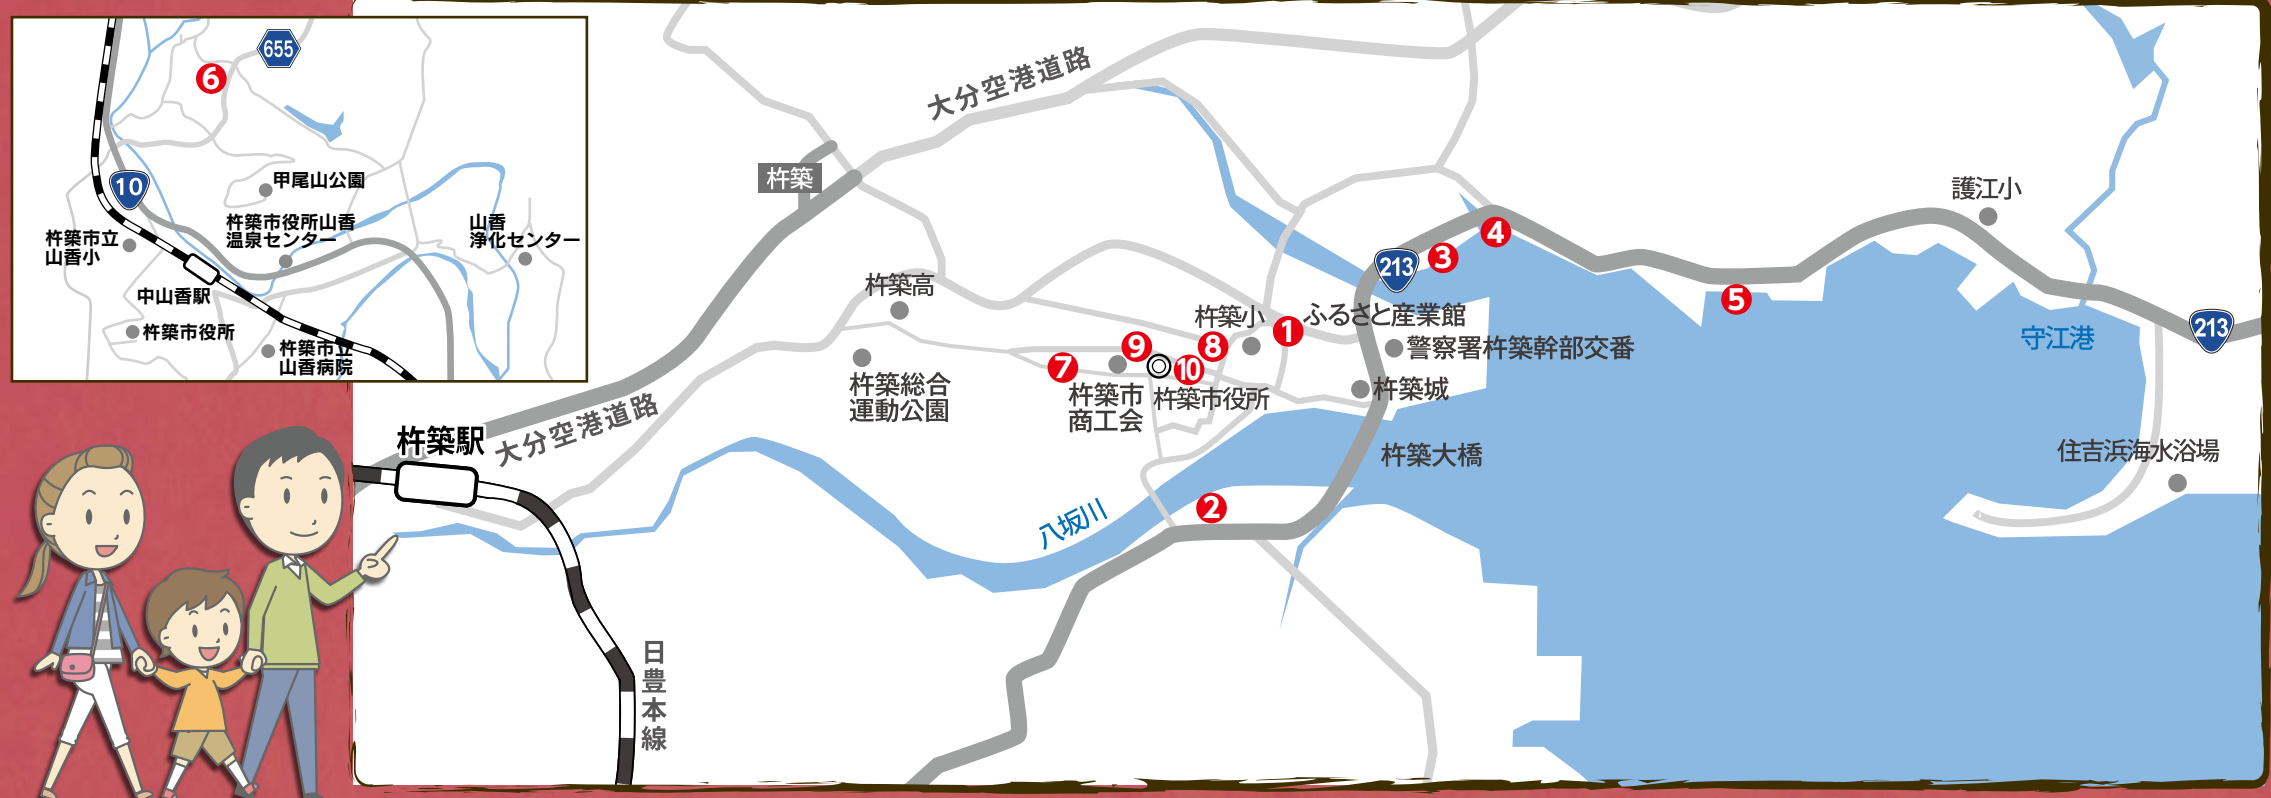 655
6
10
甲尾山公園
杵築市役所山香
温泉センター
山香
浄化センター
杵築市立
山香小
中山香駅
杵築市役所
杵築市立
山香病院
大分空港道路
杵築
護江小
4
3
213
5
213
守江港
杵築高
杵築小
1
ふるさと産業館
警察署杵築幹部交番
9
8
7
10
杵築総合
運動公園
杵築市
商工会
杵築市役所
杵築城
杵築駅
大分空港道路
杵築大橋
住吉浜海水浴場
八坂川
2
日豊本線